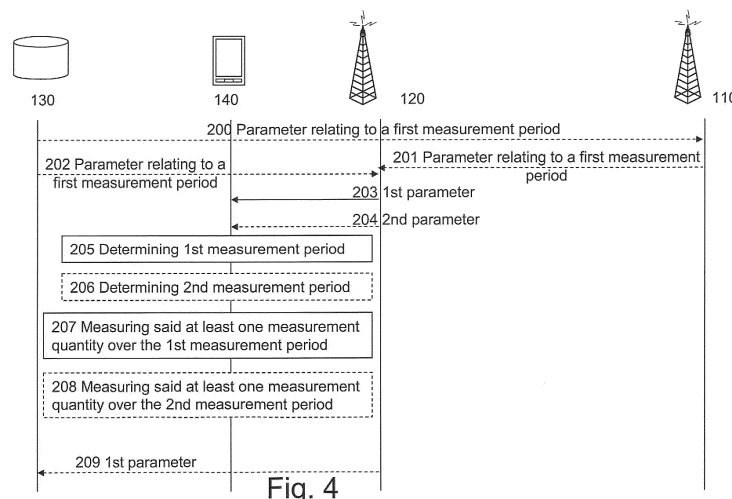 130
140
120
110
200 Parameter relating to a first measurement period
202 Parameter relating to a
first measurement period
201 Parameter relating to a first measurement
period
203 1st parameter
204 2nd parameter
205 Determining 1st measurement period
206 Determining 2nd measurement period
207 Measuring said at least one measurement
quantity over the 1st measurement period
208 Measuring said at least one measurement
quantity over the 2nd measurement period
209 1st parameter
Fig. 4